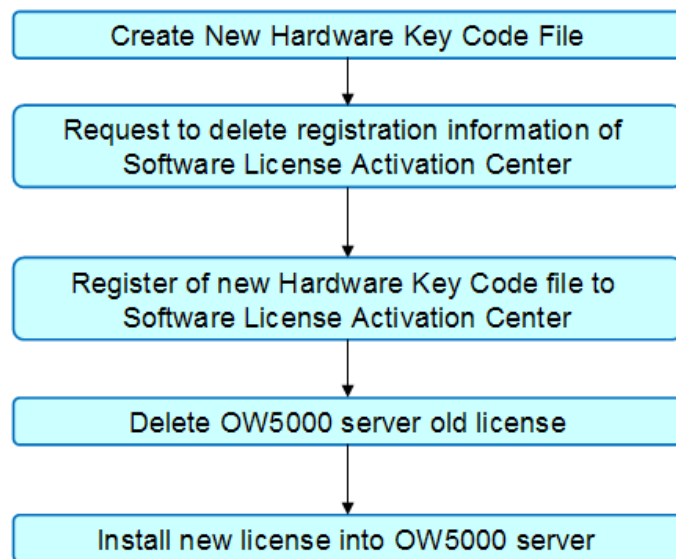 Create New Hardware Key Code File
Request to delete registration information of
Software License Activation Center
Register of new Hardware Key Code file to
Software License Activation Center
Delete OW5000 server old license
Install new license into OW5000 server